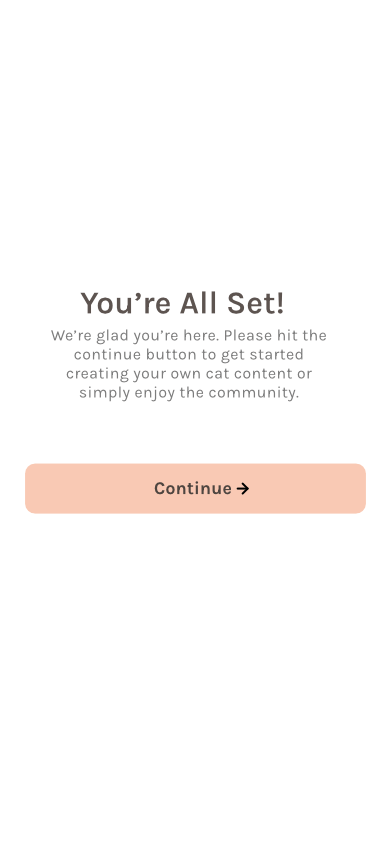 You’re All Set!
We’re glad you’re here. Please hit the
continue button to get started
creating your own cat content or
simply enjoy the community.
Continue →